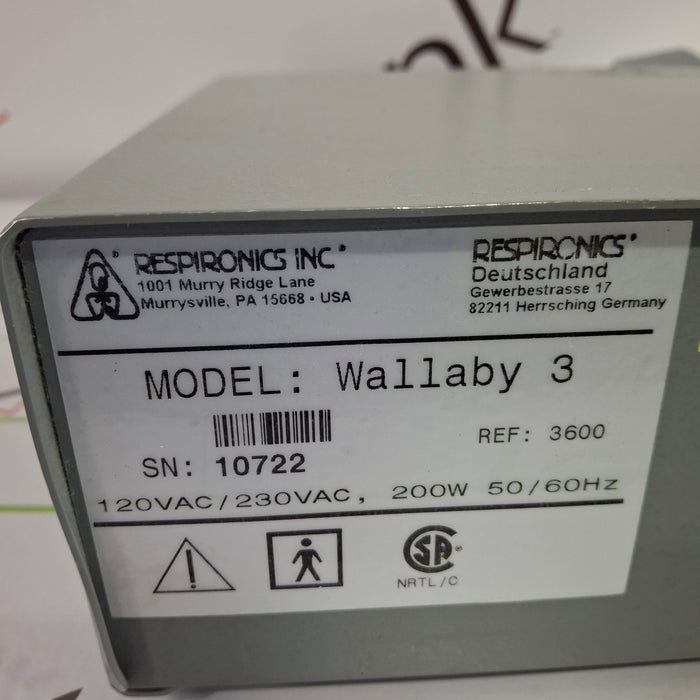 RESPIRONICS INC®
1001 Murry Ridge Lane
Murrysville, PA 15668 • USA
RESPIRONICS®
Deutschland
Gewerbestrasse 17
82211 Herrsching Germany
MODEL: Wallaby 3
REF: 3600
SN: 10722
120VAC/230VAC, 200W 50/60Hz
SA®
NRTL/C